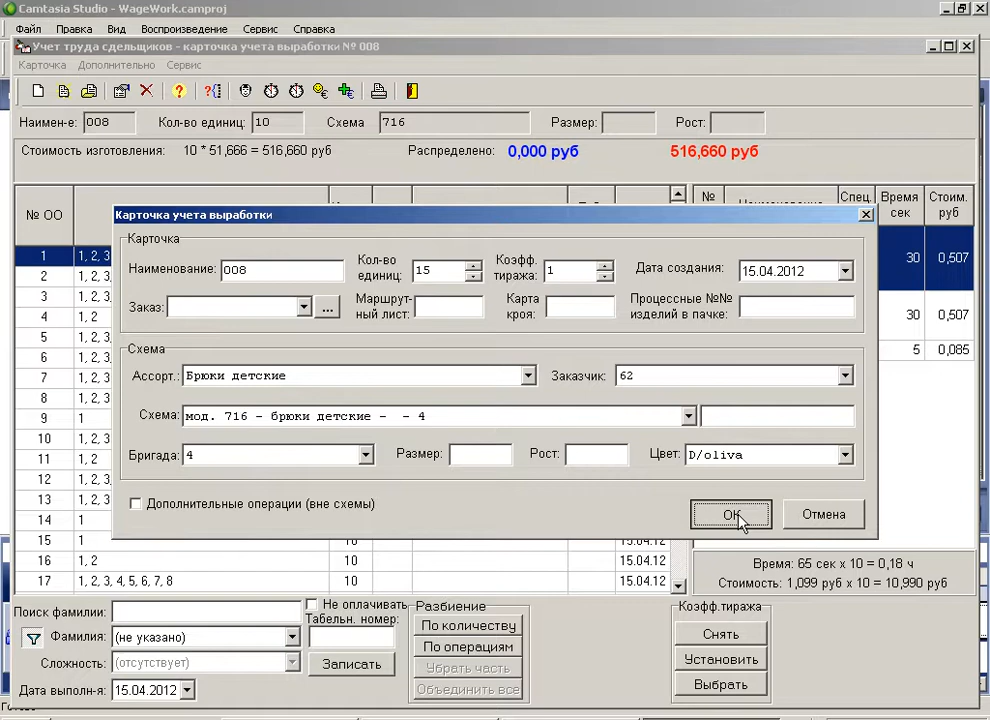 Camtasia Studio - WageWork.camproj
Файл Правка Вид Воспроизведение Сервис Справка
Учет труда сдельщиков - карточка учета выработки № 008
Карточка Дополнительно Сервис
Наимен-е: 008 Кол-во единиц: 10 Схема 716 Размер: Рост:
Стоимость изготовления: 10 * 51,666 = 516,660 руб Распределено: 0,000 руб 516,660 руб
№ ОО № Спец. Время сек Стоим. руб
Карточка учета выработки
Карточка
Наименование: 008 Кол-во единиц: 15 Коэфф. тиража: 1 Дата создания: 15.04.2012
Заказ: ... Маршрут-ный лист: Карта кроя: Процессные №№ изделий в пачке:
Схема
Ассорт.: Брюки детские Заказчик: 62
Схема: мод. 716 - брюки детские - - 4
Бригада: 4 Размер: Рост: Цвет: D/oliva
Дополнительные операции (вне схемы)
OK Отмена
1 1, 2, 3 30 0,507
2 1, 2, 3
3 1, 2, 3
4 1, 2 30 0,507
5 1, 2, 3
6 1, 2, 3 5 0,085
7 1, 2, 3
8 1, 2, 3
9 1
10 1, 2, 3
11 1, 2
12 1, 2, 3
13 1, 2, 3
14 1
15 1 10 15.04.12
16 1, 2 10 15.04.12
17 1, 2, 3, 4, 5, 6, 7, 8 10 15.04.12
Время: 65 сек x 10 = 0,18 ч
Стоимость: 1,099 руб x 10 = 10,990 руб
Поиск фамилии: Не оплачивать
Табельн. номер:
Фамилия: (не указано)
Сложность: (отсутствует) Записать
Дата выполн-я: 15.04.2012
Разбиение
По количеству
По операциям
Убрать часть
Объединить все
Коэфф.тиража
Снять
Установить
Выбрать